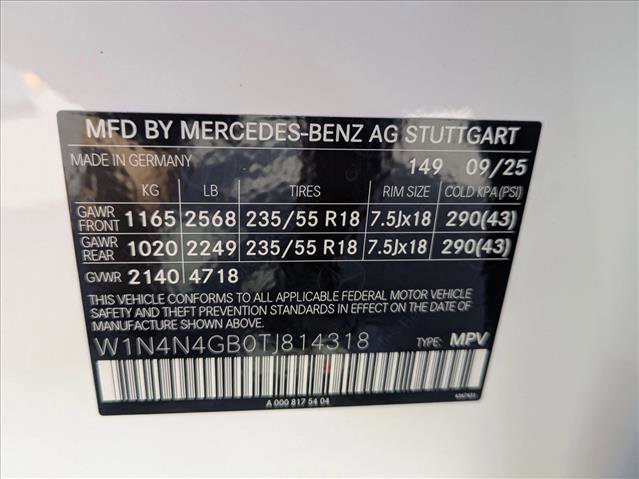 MFD BY MERCEDES-BENZ AG STUTTGART
MADE IN GERMANY 149 09/25
KG LB TIRES RIM SIZE COLD KPA(PSI)
GAWR FRONT 1165 2568 235/55 R18 7.5Jx18 290(43)
GAWR REAR 1020 2249 235/55 R18 7.5Jx18 290(43)
GVWR 2140 4718
THIS VEHICLE CONFORMS TO ALL APPLICABLE FEDERAL MOTOR VEHICLE
SAFETY AND THEFT PREVENTION STANDARDS IN EFFECT ON THE DATE OF
MANUFACTURE SHOWN ABOVE.
W1N4N4GB0TJ814318 TYPE: MPV
A 000 817 54 04